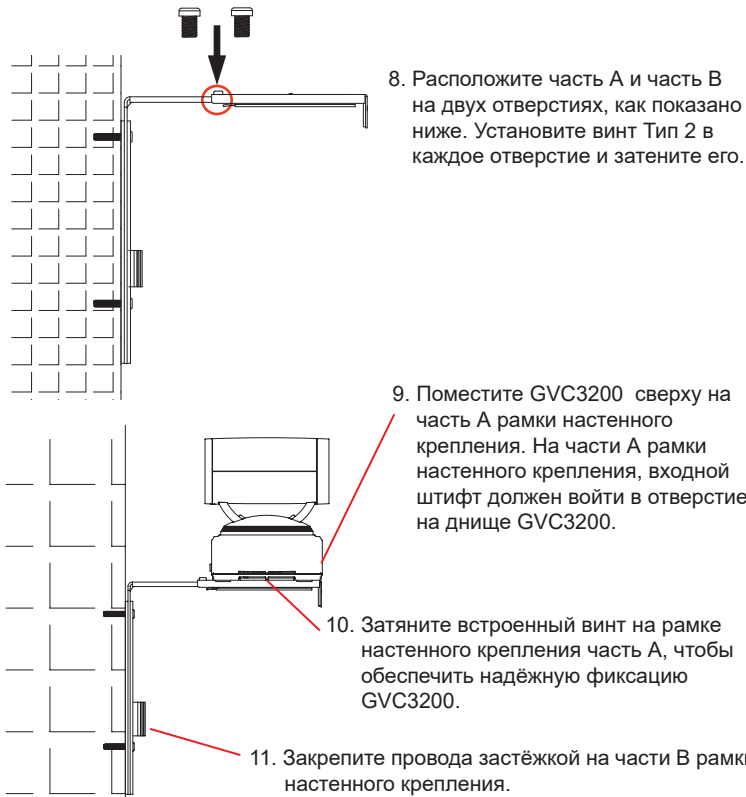 8. Расположите часть А и часть В
на двух отверстиях, как показано
ниже. Установите винт Тип 2 в
каждое отверстие и затените его.
9. Поместите GVC3200 сверху на
часть А рамки настенного
крепления. На части А рамки
настенного крепления, входной
штифт должен войти в отверстие
на днище GVC3200.
10. Затяните встроенный винт на рамке
настенного крепления часть А, чтобы
обеспечить надёжную фиксацию
GVC3200.
11. Закрепите провода застёжкой на части В рамки
настенного крепления.